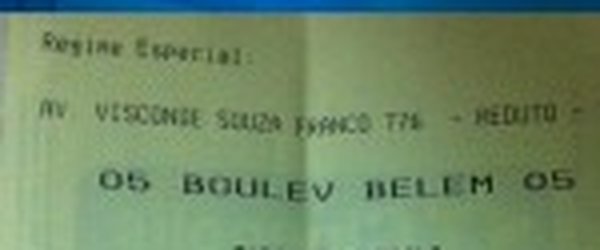 Regime Especial:
AV VISCONDE SOUZA FRANCO 776 - REDUTO -
05 BOULEV BELEM 05